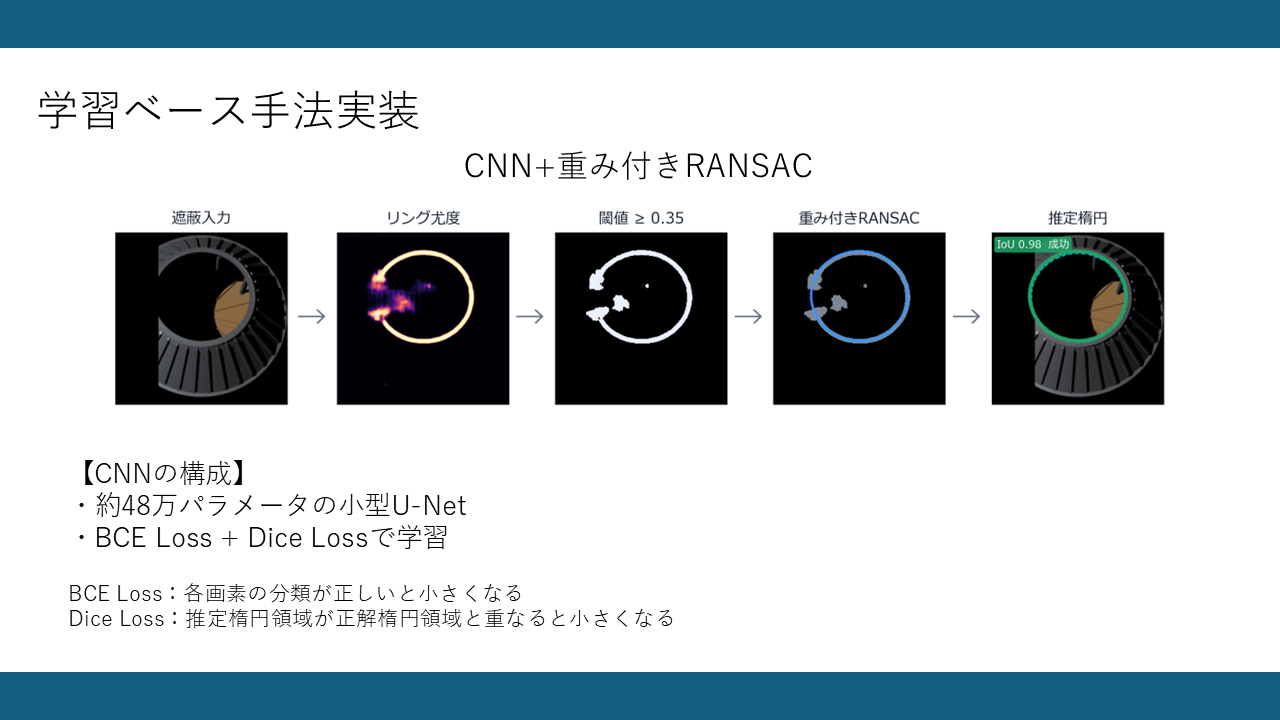 学習ベース手法実装
CNN+重み付きRANSAC
遮蔽入力
リング尤度
閾値 ≥ 0.35
重み付きRANSAC
推定楕円
IoU 0.98 成功
【CNNの構成】
・約48万パラメータの小型U-Net
・BCE Loss + Dice Lossで学習
BCE Loss：各画素の分類が正しいと小さくなる
Dice Loss：推定楕円領域が正解楕円領域と重なると小さくなる